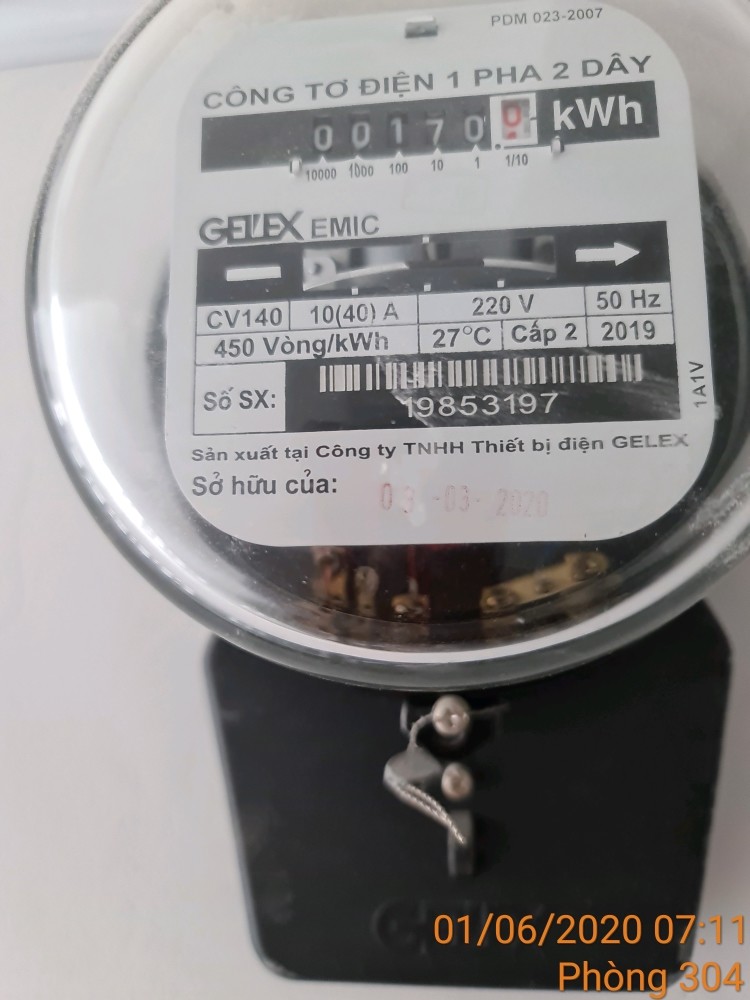 PDM 023-2007
CÔNG TƠ ĐIỆN 1 PHA 2 DÂY
0 0 1 7 0 0 kWh
10000 1000 100 10 1 1/10
GELEX EMIC
CV140 10(40) A 220 V 50 Hz
450 Vòng/kWh 27°C Cấp 2 2019
Số SX: 19853197
1A1V
Sản xuất tại Công ty TNHH Thiết bị điện GELEX
Sở hữu của: 03 -03- 2020
01/06/2020 07:11
Phòng 304